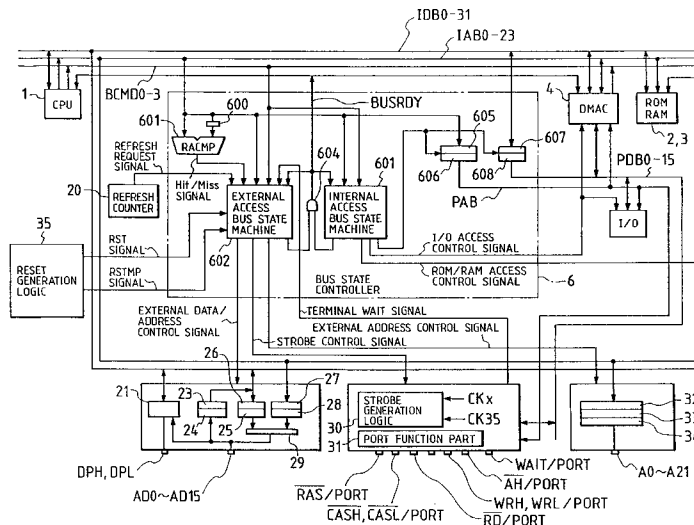 IDB0-31
IAB0-23
1
CPU
BCMD0-3
600
BUSRDY
605
4
DMAC
ROM
RAM
2,3
601
RACMP
604
601
607
606
608
PDB0-15
PAB
REFRESH
REQUEST
SIGNAL
Hit/Miss
SIGNAL
20
REFRESH
COUNTER
EXTERNAL
ACCESS
BUS STATE
MACHINE
INTERNAL
ACCESS
BUS STATE
MACHINE
I/O
35
RESET
GENERATION
LOGIC
RST
SIGNAL
RSTMP
SIGNAL
602
I/O ACCESS
CONTROL SIGNAL
ROM/RAM ACCESS
CONTROL SIGNAL
BUS STATE
CONTROLLER
6
EXTERNAL DATA/
ADDRESS
CONTROL SIGNAL
TERMINAL WAIT SIGNAL
EXTERNAL ADDRESS CONTROL SIGNAL
STROBE CONTROL SIGNAL
21
23
24
26
25
27
28
29
STROBE
GENERATION
LOGIC
30
CKx
CK35
31
PORT FUNCTION PART
32
33
34
DPH, DPL
AD0~AD15
RAS/PORT
CASH, CASL/PORT
RD/PORT
WRH, WRL/PORT
AH/PORT
WAIT/PORT
A0~A21